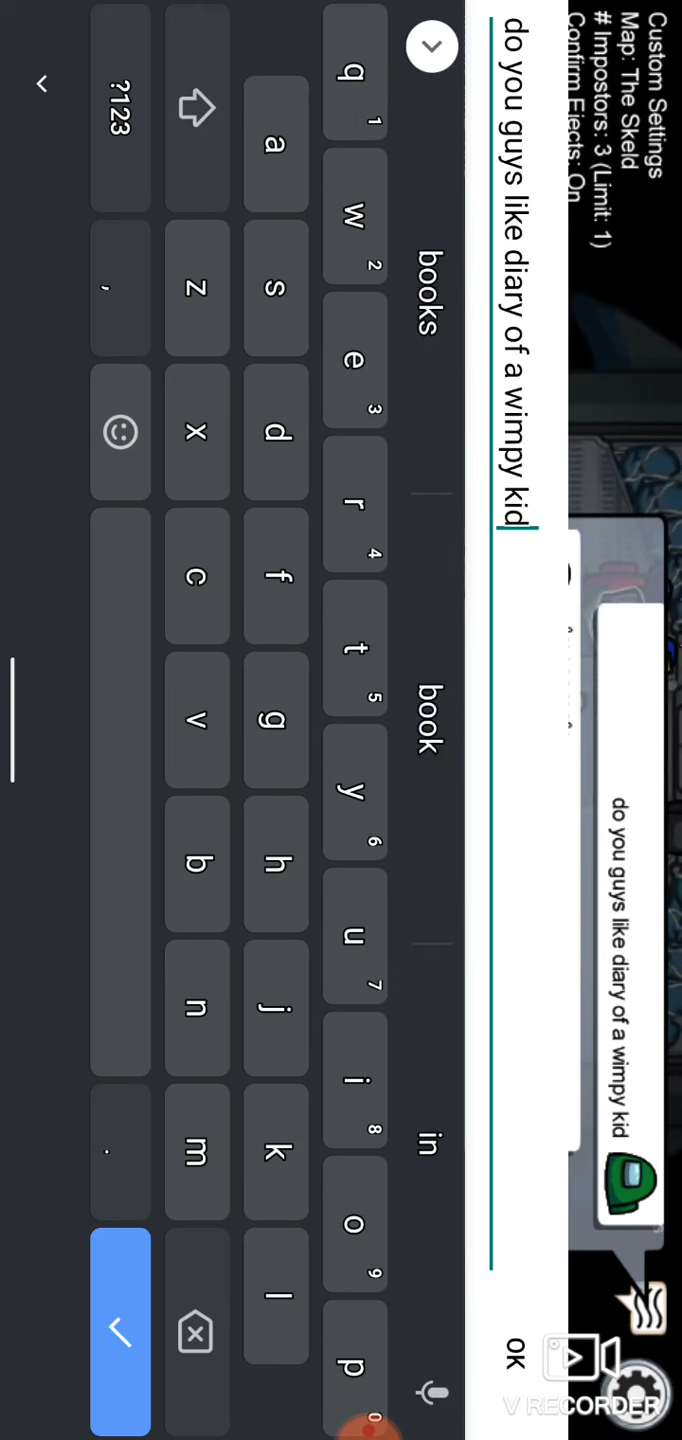 Custom Settings
Map: The Skeld
# Impostors: 3 (Limit: 1)
Confirm Ejects: On
do you guys like diary of a wimpy kid
do you guys like diary of a wimpy kid
OK
V RECORDER
books book in
q 1 w 2 e 3 r 4 t 5 y 6 u 7 i 8 o 9 p 0
a s d f g h j k l
z x c v b n m
?123 , .